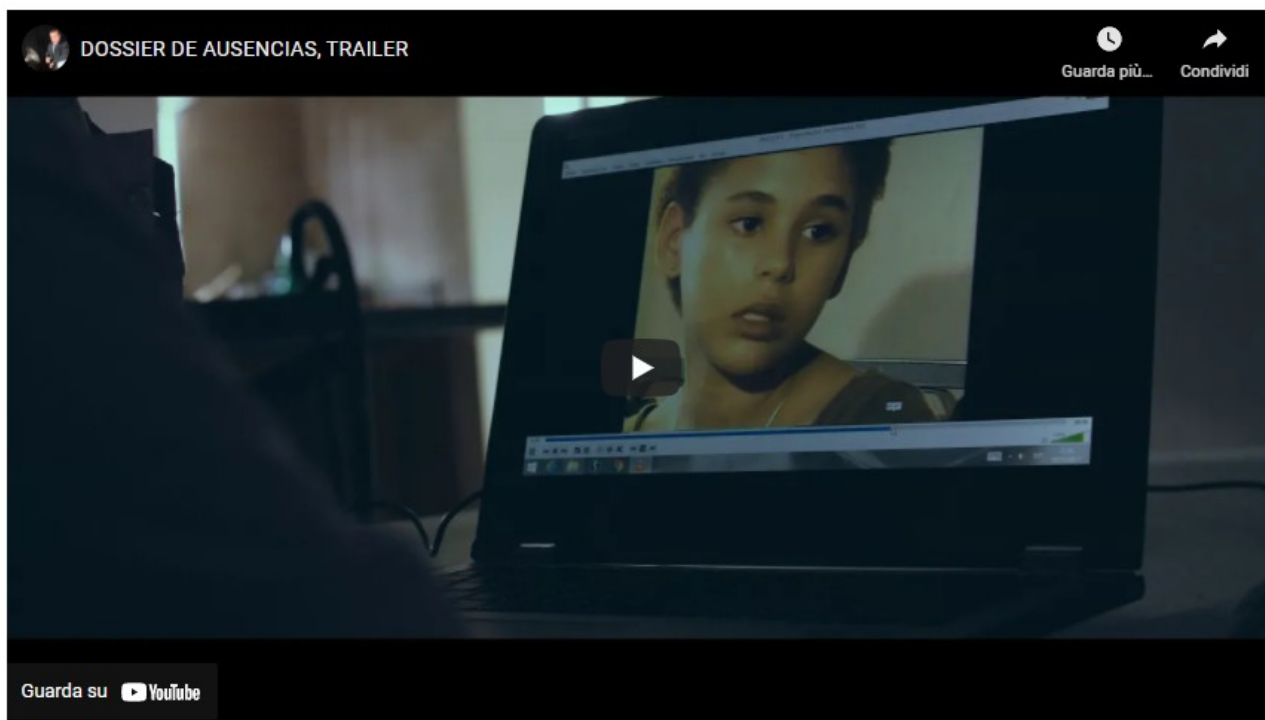 DOSSIER DE AUSENCIAS, TRAILER
Guarda più...
Condividi
Guarda su YouTube